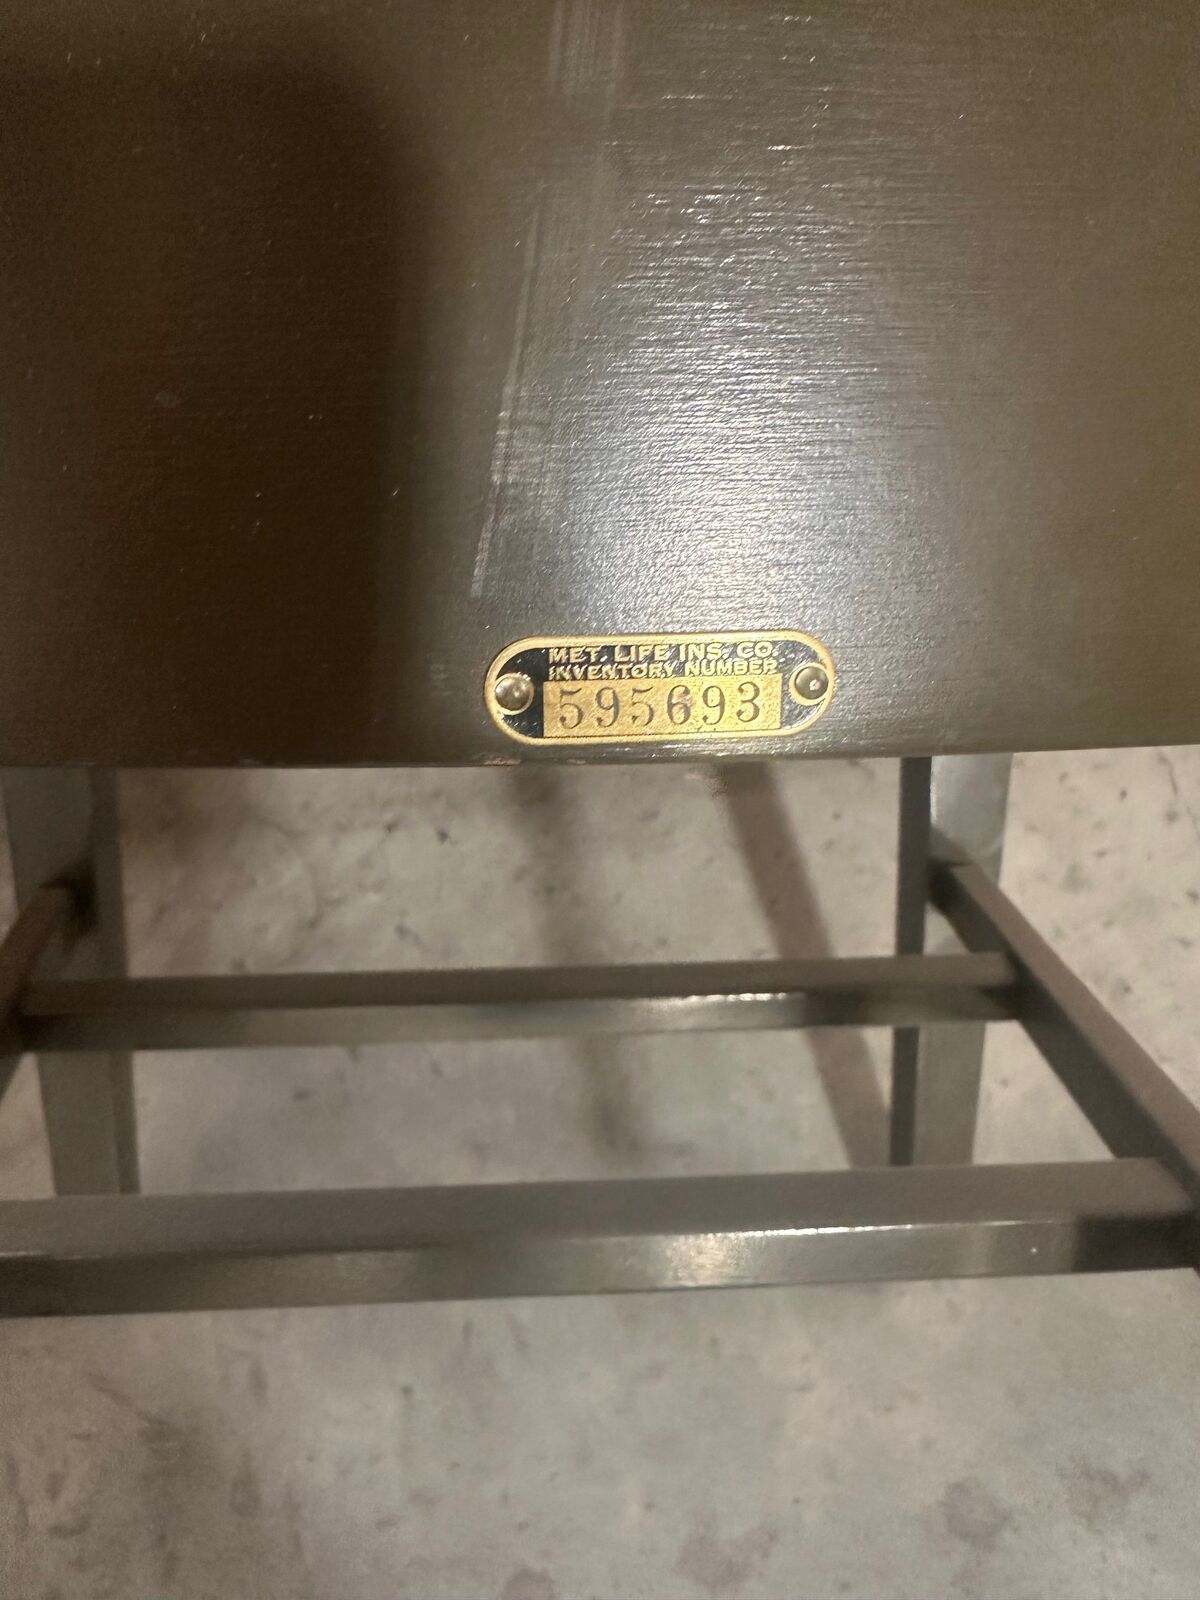 MET. LIFE INS. CO.
INVENTORY NUMBER
595693